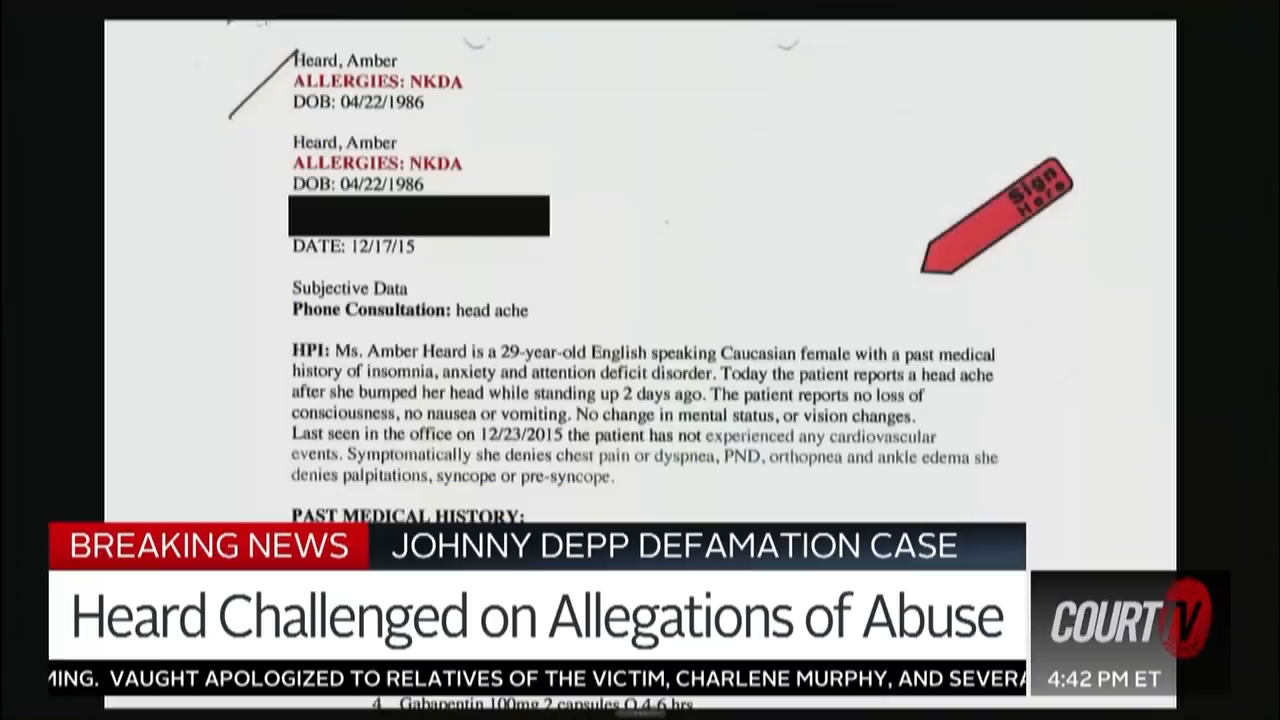 Heard, Amber
ALLERGIES: NKDA
DOB: 04/22/1986
Heard, Amber
ALLERGIES: NKDA
DOB: 04/22/1986
DATE: 12/17/15
Sign
Here
Subjective Data
Phone Consultation: head ache
HPI: Ms. Amber Heard is a 29-year-old English speaking Caucasian female with a past medical
history of insomnia, anxiety and attention deficit disorder. Today the patient reports a head ache
after she bumped her head while standing up 2 days ago. The patient reports no loss of
consciousness, no nausea or vomiting. No change in mental status, or vision changes.
Last seen in the office on 12/23/2015 the patient has not experienced any cardiovascular
events. Symptomatically she denies chest pain or dyspnea, PND, orthopnea and ankle edema she
denies palpitations, syncope or pre-syncope.
PAST MEDICAL HISTORY:
BREAKING NEWS
JOHNNY DEPP DEFAMATION CASE
Heard Challenged on Allegations of Abuse
COURT TV
MING. VAUGHT APOLOGIZED TO RELATIVES OF THE VICTIM, CHARLENE MURPHY, AND SEVERA
4:42 PM ET
4 Gabapentin 100mg 2 capsules Q 4-6 hrs